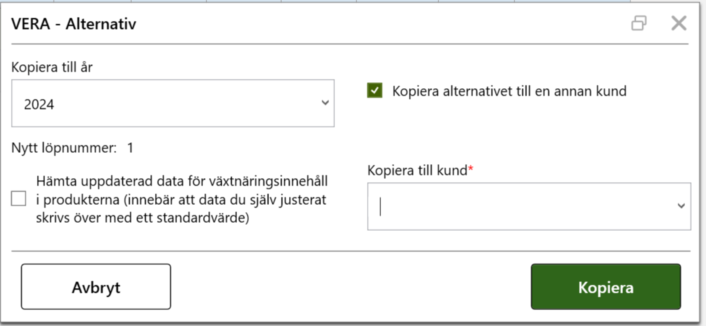 VERA - Alternativ
Kopiera till år
2024
Kopiera alternativet till en annan kund
Nytt löpnummer: 1
Hämta uppdaterad data för växtnäringsinnehåll
i produkterna (innebär att data du själv justerat
skrivs över med ett standardvärde)
Kopiera till kund*
Avbryt
Kopiera